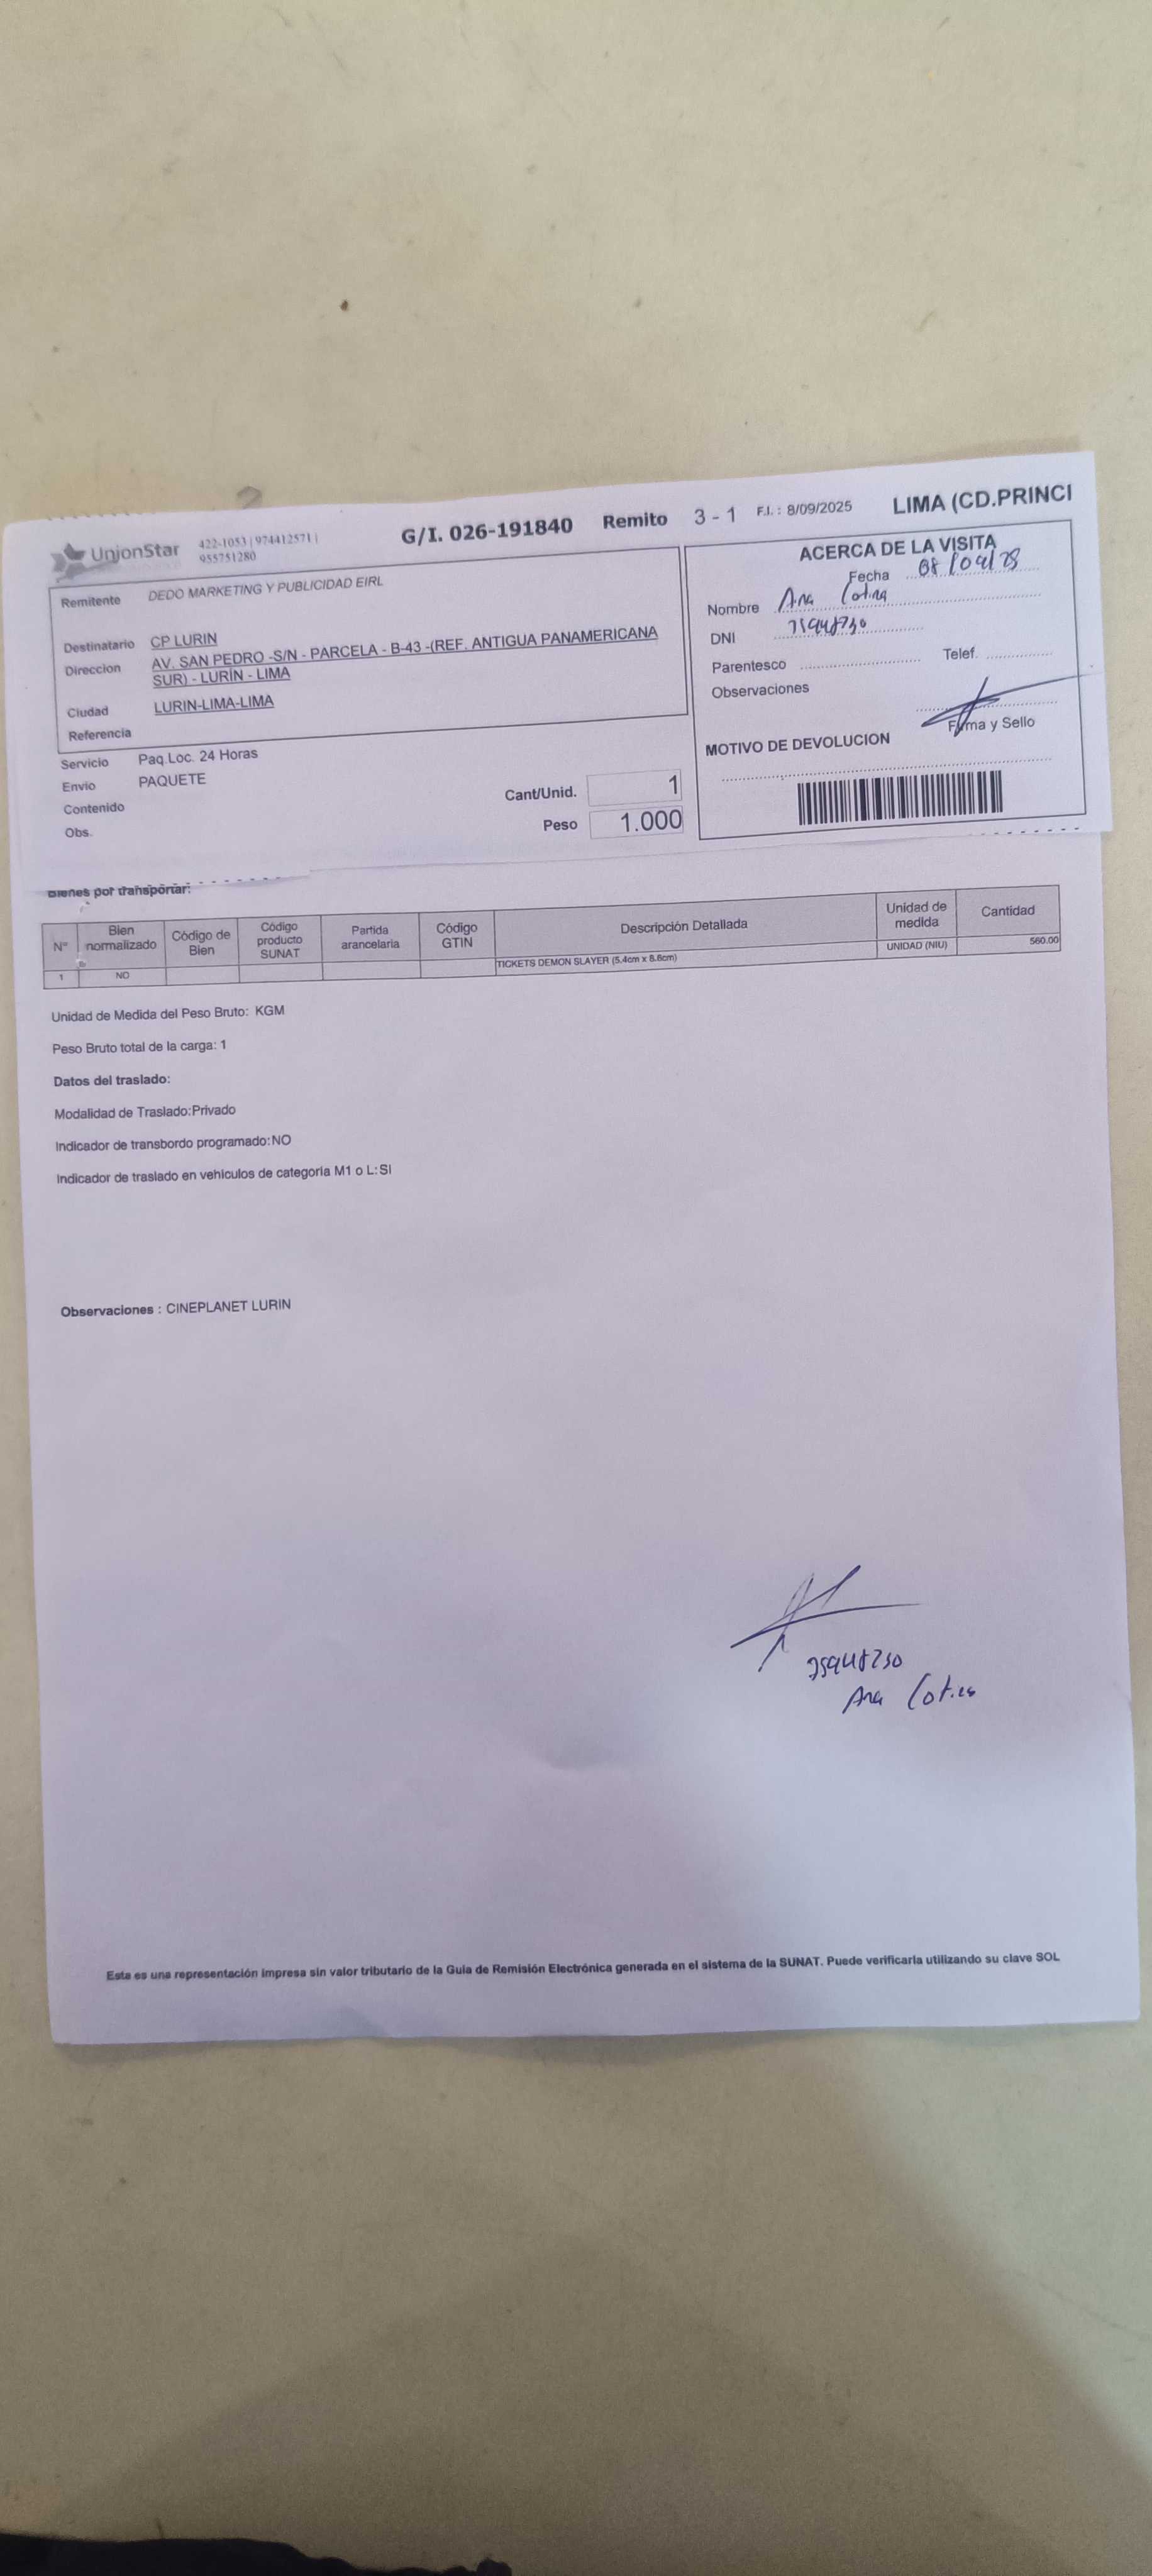 UnionStar 422-1053 | 974412571 |
955751280
G/I. 026-191840 Remito 3 - 1 F.I. : 8/09/2025 LIMA (CD.PRINCI
Remitente DEDO MARKETING Y PUBLICIDAD EIRL
Destinatario CP LURIN
Direccion AV. SAN PEDRO -S/N - PARCELA - B-43 -(REF. ANTIGUA PANAMERICANA
SUR) - LURÍN - LIMA
Ciudad LURIN-LIMA-LIMA
Referencia
Servicio Paq.Loc. 24 Horas
Envio PAQUETE
Contenido
Obs.
Cant/Unid. 1
Peso 1.000
ACERCA DE LA VISITA
Fecha
Nombre Ana
DNI
Parentesco Telef.
Observaciones
Firma y Sello
MOTIVO DE DEVOLUCION
Bienes por transportar:
N° Bien normalizado Código de Bien Código producto SUNAT Partida arancelaria Código GTIN Descripción Detallada Unidad de medida Cantidad
1 NO TICKETS DEMON SLAYER (5.4cm x 8.6cm) UNIDAD (NIU) 560.00
Unidad de Medida del Peso Bruto: KGM
Peso Bruto total de la carga: 1
Datos del traslado:
Modalidad de Traslado:Privado
Indicador de transbordo programado:NO
Indicador de traslado en vehículos de categoría M1 o L:SI
Observaciones : CINEPLANET LURIN
Ana
Esta es una representación impresa sin valor tributario de la Guía de Remisión Electrónica generada en el sistema de la SUNAT. Puede verificarla utilizando su clave SOL